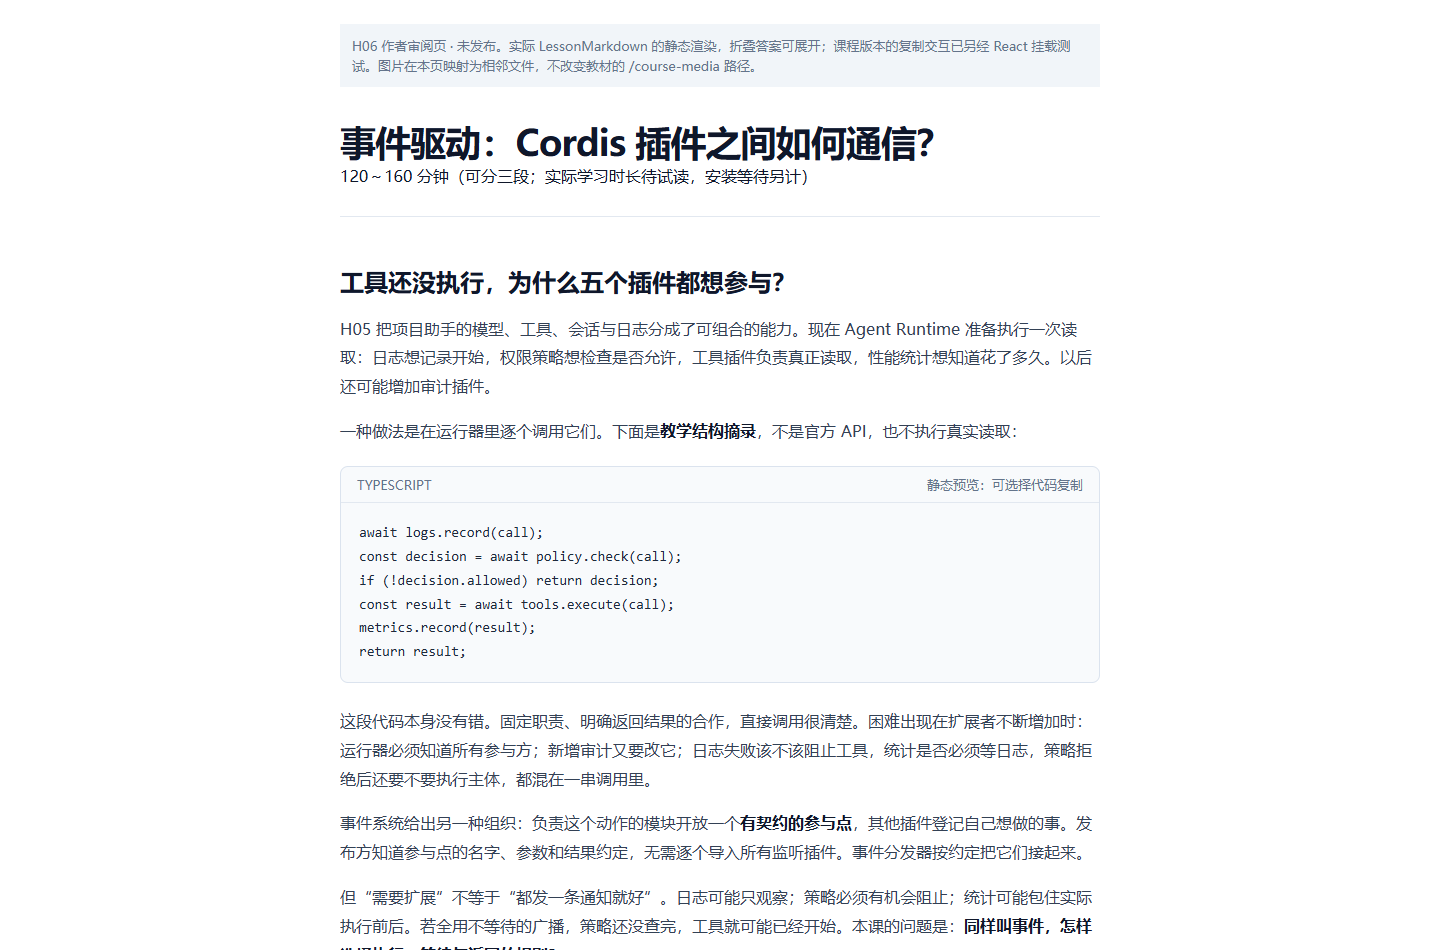 H06 作者审阅页 · 未发布。实际 LessonMarkdown 的静态渲染，折叠答案可展开；课程版本的复制交互已另经 React 挂载测
试。图片在本页映射为相邻文件，不改变教材的 /course-media 路径。
事件驱动：Cordis 插件之间如何通信？
120～160 分钟（可分三段；实际学习时长待试读，安装等待另计）
工具还没执行，为什么五个插件都想参与？
H05 把项目助手的模型、工具、会话与日志分成了可组合的能力。现在 Agent Runtime 准备执行一次读
取：日志想记录开始，权限策略想检查是否允许，工具插件负责真正读取，性能统计想知道花了多久。以后
还可能增加审计插件。
一种做法是在运行器里逐个调用它们。下面是教学结构摘录，不是官方 API，也不执行真实读取：
TYPESCRIPT
静态预览：可选择代码复制
await logs.record(call);
const decision = await policy.check(call);
if (!decision.allowed) return decision;
const result = await tools.execute(call);
metrics.record(result);
return result;
这段代码本身没有错。固定职责、明确返回结果的合作，直接调用很清楚。困难出现在扩展者不断增加时：
运行器必须知道所有参与方；新增审计又要改它；日志失败该不该阻止工具，统计是否必须等日志，策略拒
绝后还要不要执行主体，都混在一串调用里。
事件系统给出另一种组织：负责这个动作的模块开放一个有契约的参与点，其他插件登记自己想做的事。发
布方知道参与点的名字、参数和结果约定，无需逐个导入所有监听插件。事件分发器按约定把它们接起来。
但“需要扩展”不等于“都发一条通知就好”。日志可能只观察；策略必须有机会阻止；统计可能包住实际
执行前后。若全用不等待的广播，策略还没查完，工具就可能已经开始。本课的问题是：同样叫事件，怎样